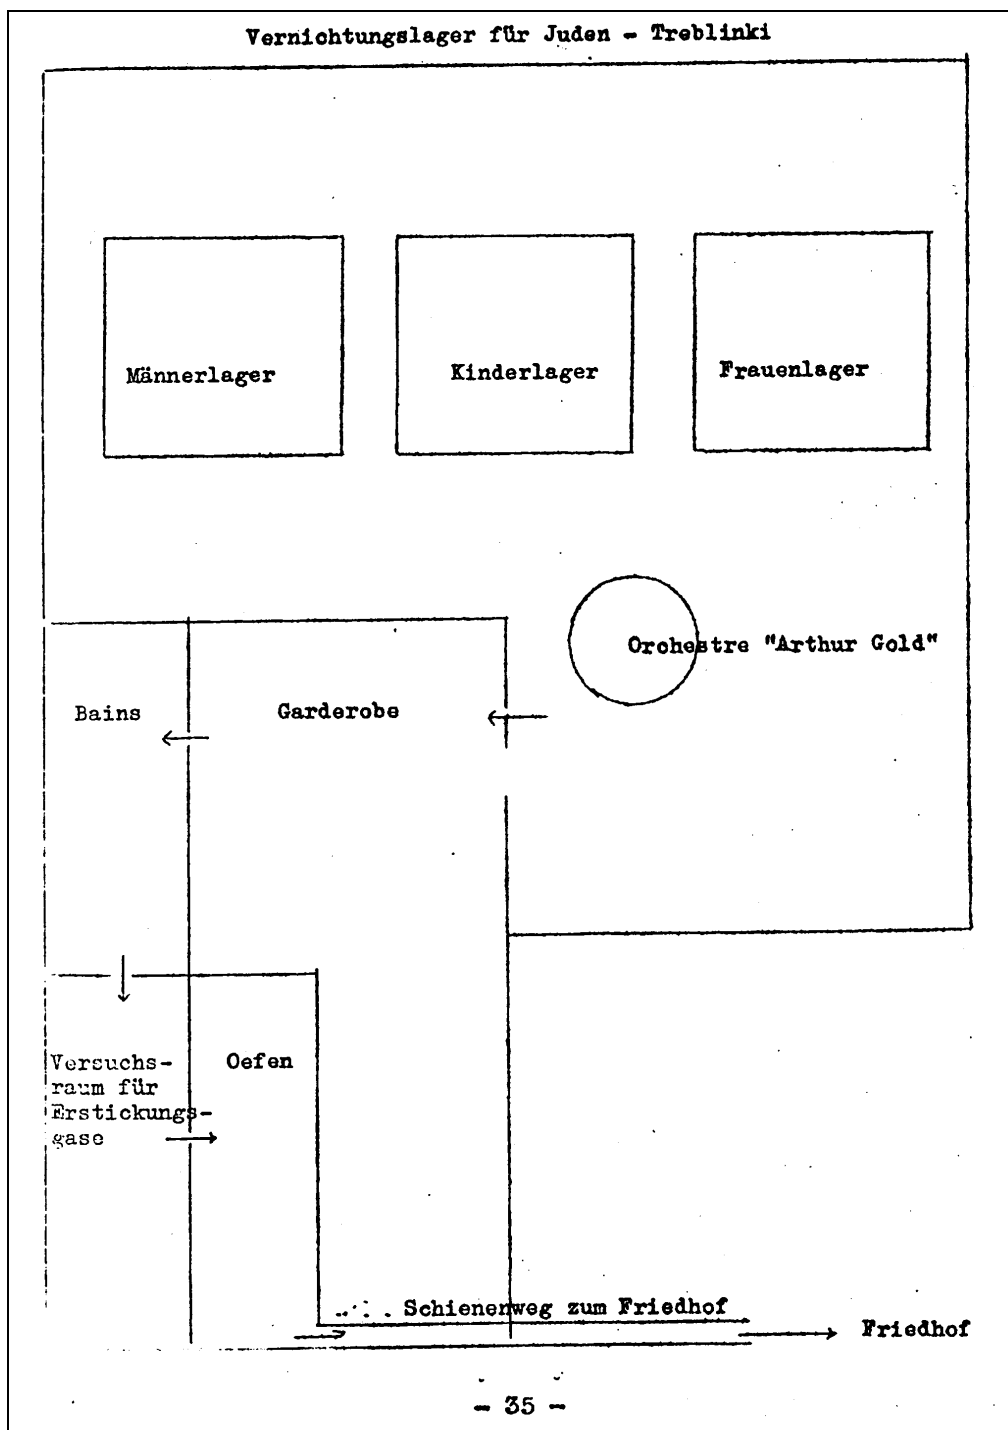 Vernichtungslager für Juden - Treblinki
Männerlager
Kinderlager
Frauenlager
Orchestre "Arthur Gold"
Bains
Garderobe
Versuchs-
raum für
Erstickungs-
gase
Oefen
Schienenweg zum Friedhof
Friedhof
- 35 -